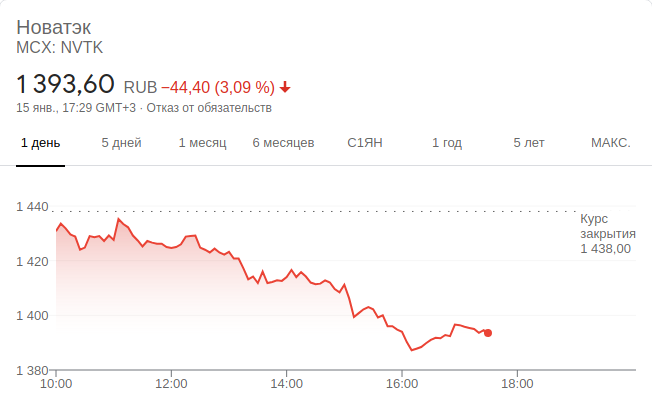 Новатэк
MCX: NVTK
1 393,60 RUB −44,40 (3,09 %)
15 янв., 17:29 GMT+3 · Отказ от обязательств
1 день 5 дней 1 месяц 6 месяцев С1ЯН 1 год 5 лет МАКС.
1 440
Курс
закрытия
1 438,00
1 420
1 400
1 380
10:00 12:00 14:00 16:00 18:00